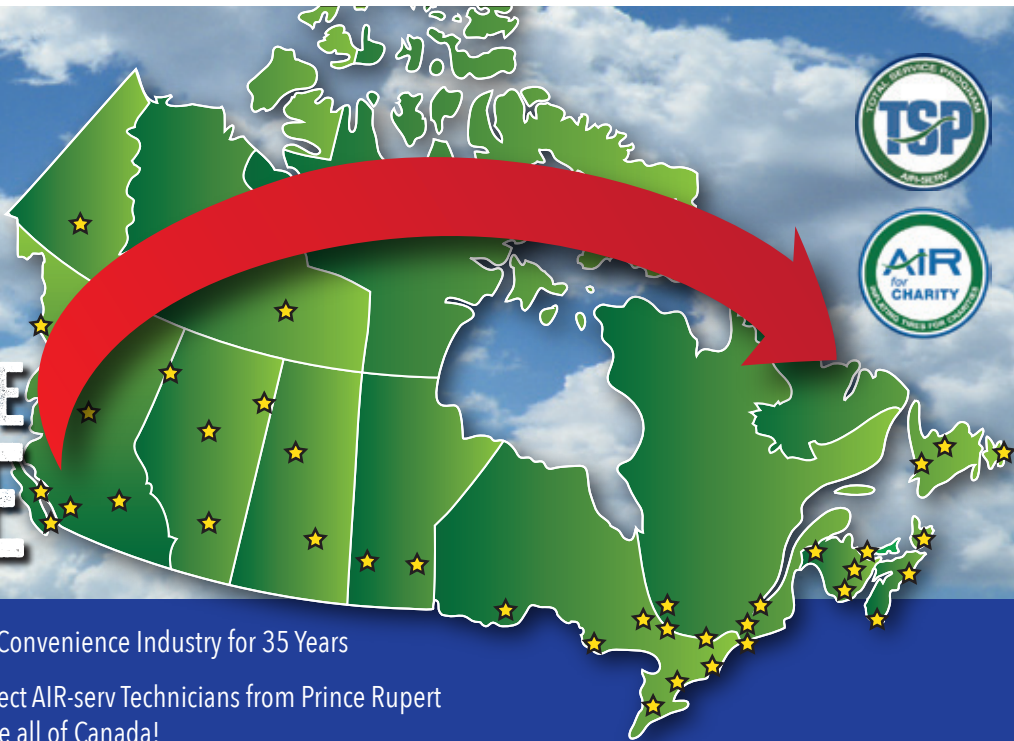 TOTAL SERVICE PROGRAM
TSP
AIR-SERV
AIR
for
CHARITY
INFLATING TIRES FOR CHARITIES
E
Convenience Industry for 35 Years
ect AIR-serv Technicians from Prince Rupert
e all of Canada!